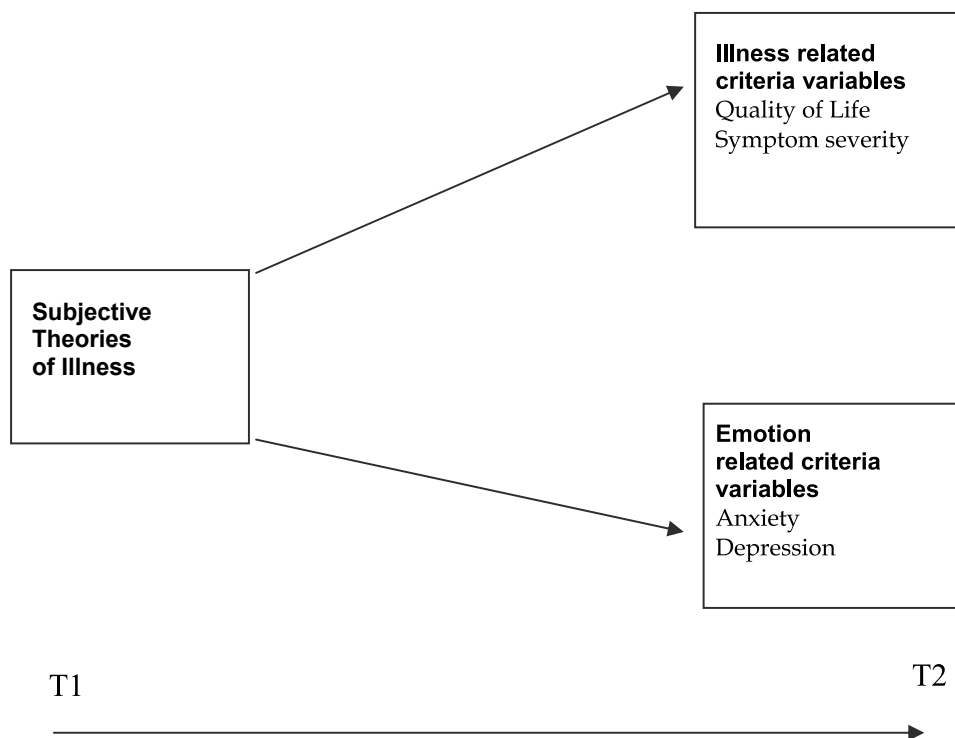 Illness related
criteria variables
Quality of Life
Symptom severity
Subjective
Theories
of Illness
Emotion
related criteria
variables
Anxiety
Depression
T1
T2